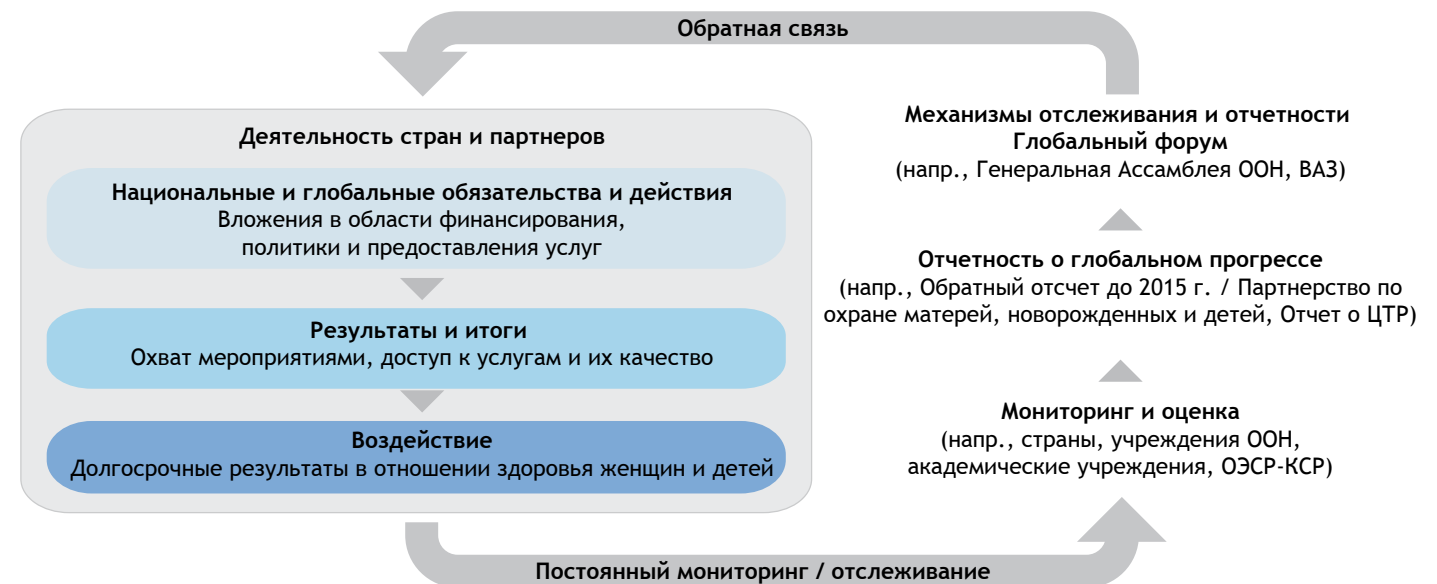 Обратная связь
Деятельность стран и партнеров
Национальные и глобальные обязательства и действия
Вложения в области финансирования,
политики и предоставления услуг
Результаты и итоги
Охват мероприятиями, доступ к услугам и их качество
Воздействие
Долгосрочные результаты в отношении здоровья женщин и детей
Механизмы отслеживания и отчетности
Глобальный форум
(напр., Генеральная Ассамблея ООН, ВАЗ)
Отчетность о глобальном прогрессе
(напр., Обратный отсчет до 2015 г. / Партнерство по
охране матерей, новорожденных и детей, Отчет о ЦТР)
Мониторинг и оценка
(напр., страны, учреждения ООН,
академические учреждения, ОЭСР-КСР)
Постоянный мониторинг / отслеживание